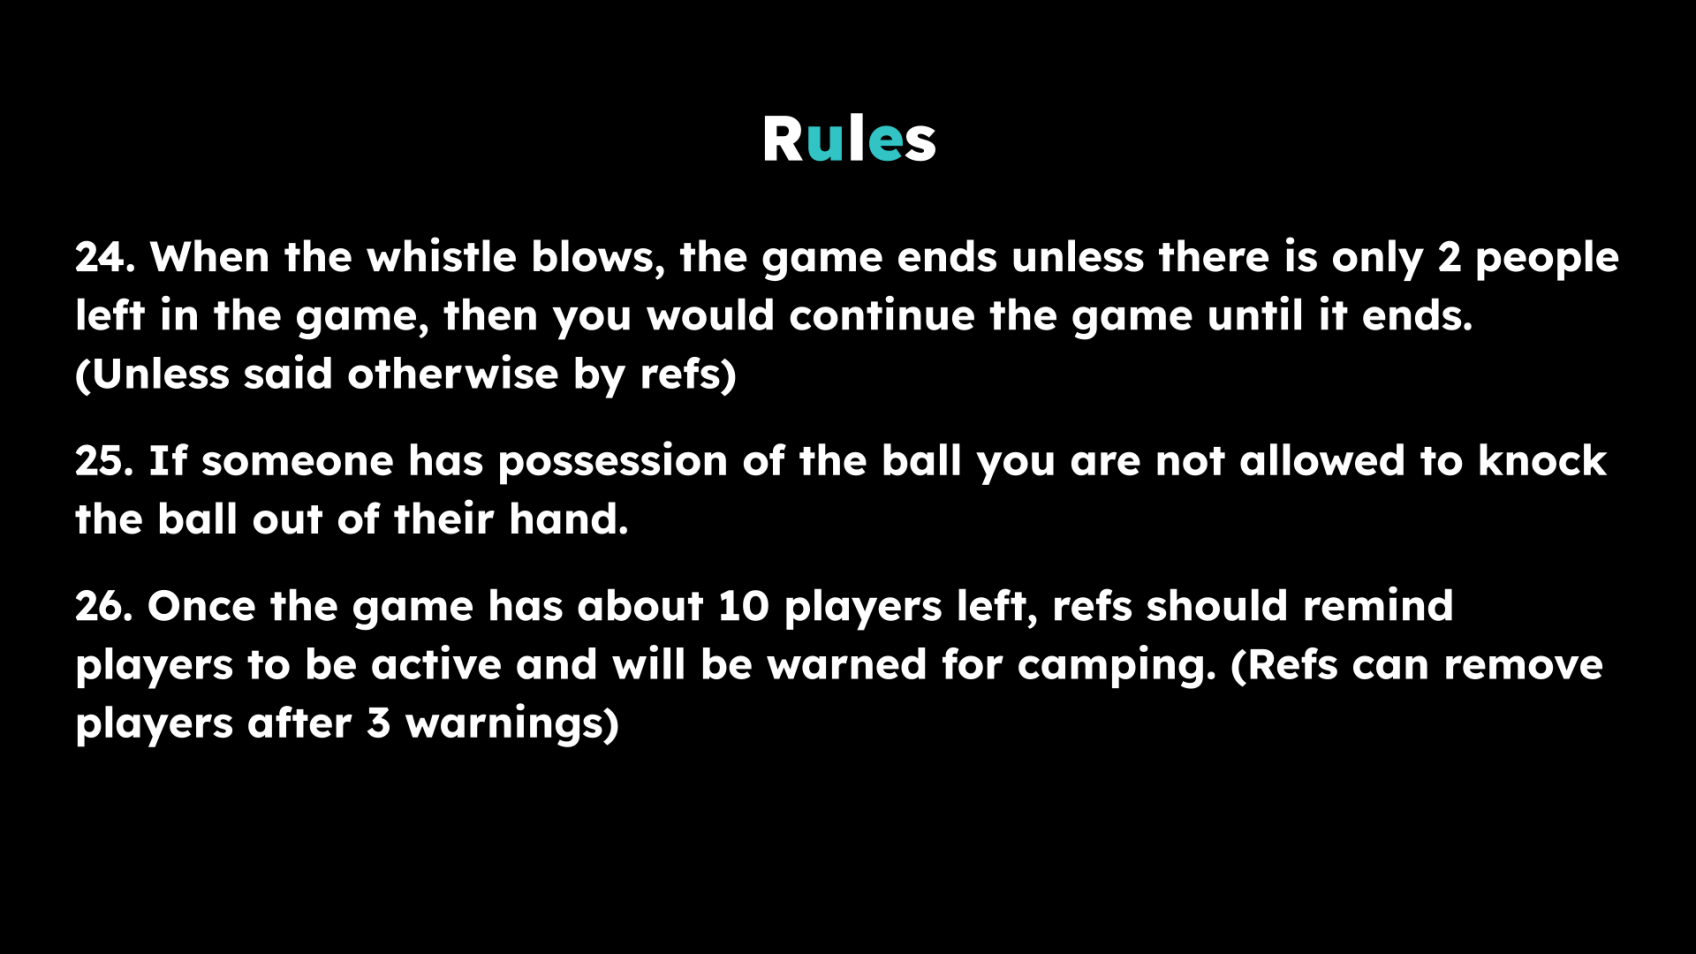 Rules
24. When the whistle blows, the game ends unless there is only 2 people
left in the game, then you would continue the game until it ends.
(Unless said otherwise by refs)
25. If someone has possession of the ball you are not allowed to knock
the ball out of their hand.
26. Once the game has about 10 players left, refs should remind
players to be active and will be warned for camping. (Refs can remove
players after 3 warnings)